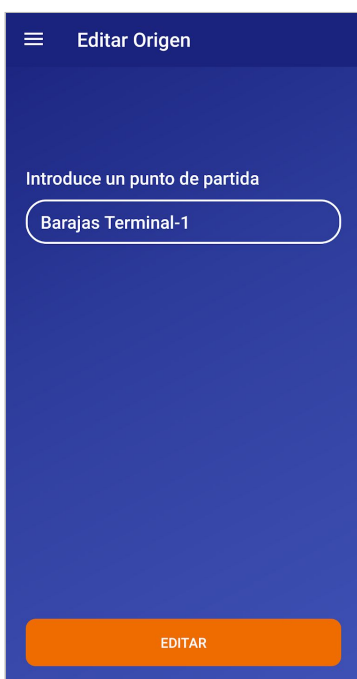 Editar Origen
Introduce un punto de partida
Barajas Terminal-1
EDITAR